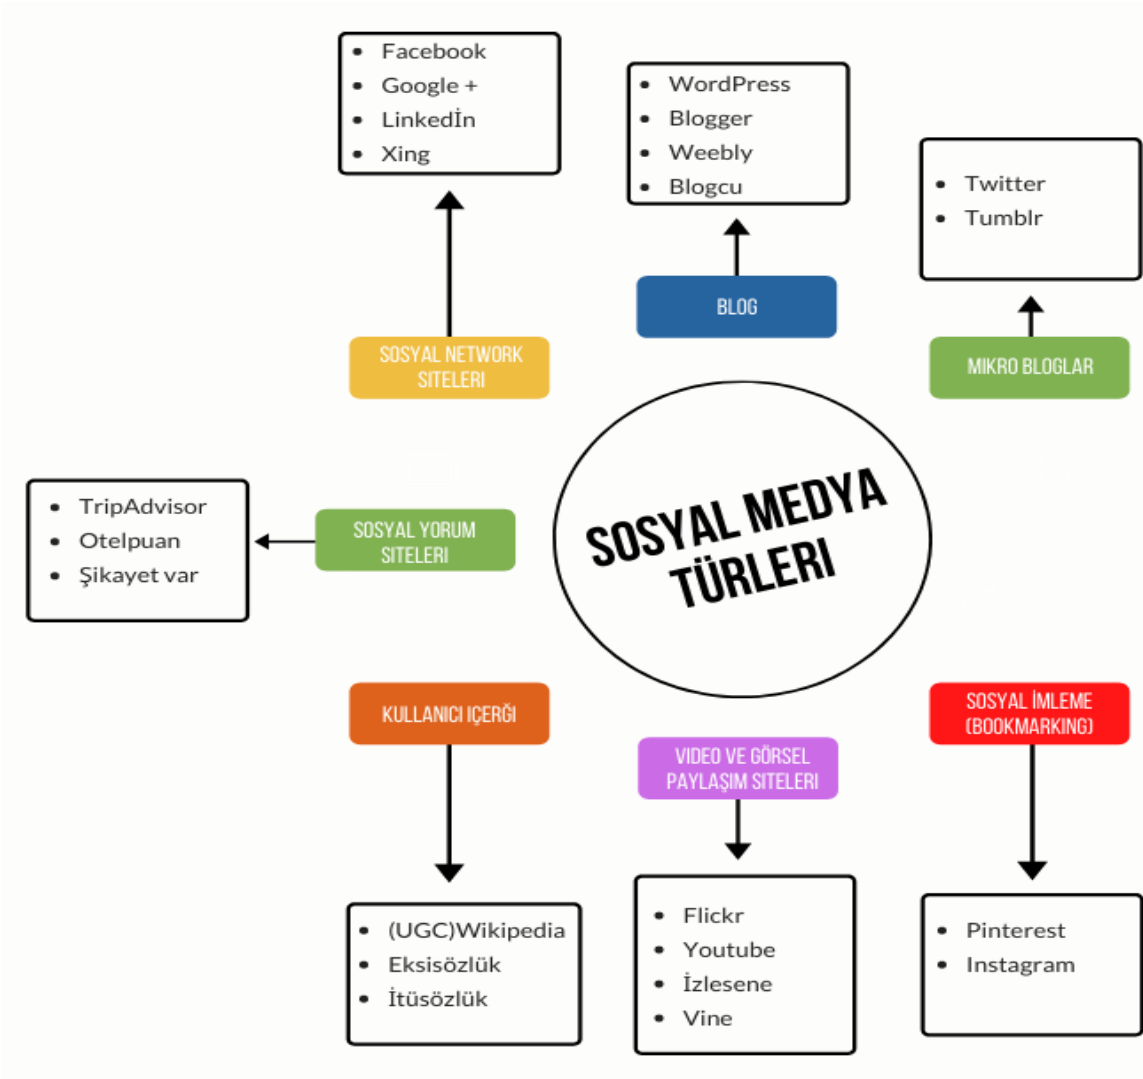 • Facebook
• Google +
• Linkedİn
• Xing
• WordPress
• Blogger
• Weebly
• Blogcu
• Twitter
• Tumblr
BLOG
SOSYAL NETWORK
SITELERI
MIKRO BLOGLAR
SOSYAL MEDYA
TÜRLERI
• TripAdvisor
• Otelpuan
• Şikayet var
SOSYAL YORUM
SITELERI
KULLANICI IÇERĞI
VIDEO VE GÖRSEL
PAYLAŞIM SITELERI
SOSYAL İMLEME
(BOOKMARKING)
• (UGC)Wikipedia
• Eksisözlük
• İtüsözlük
• Flickr
• Youtube
• İzlesene
• Vine
• Pinterest
• Instagram